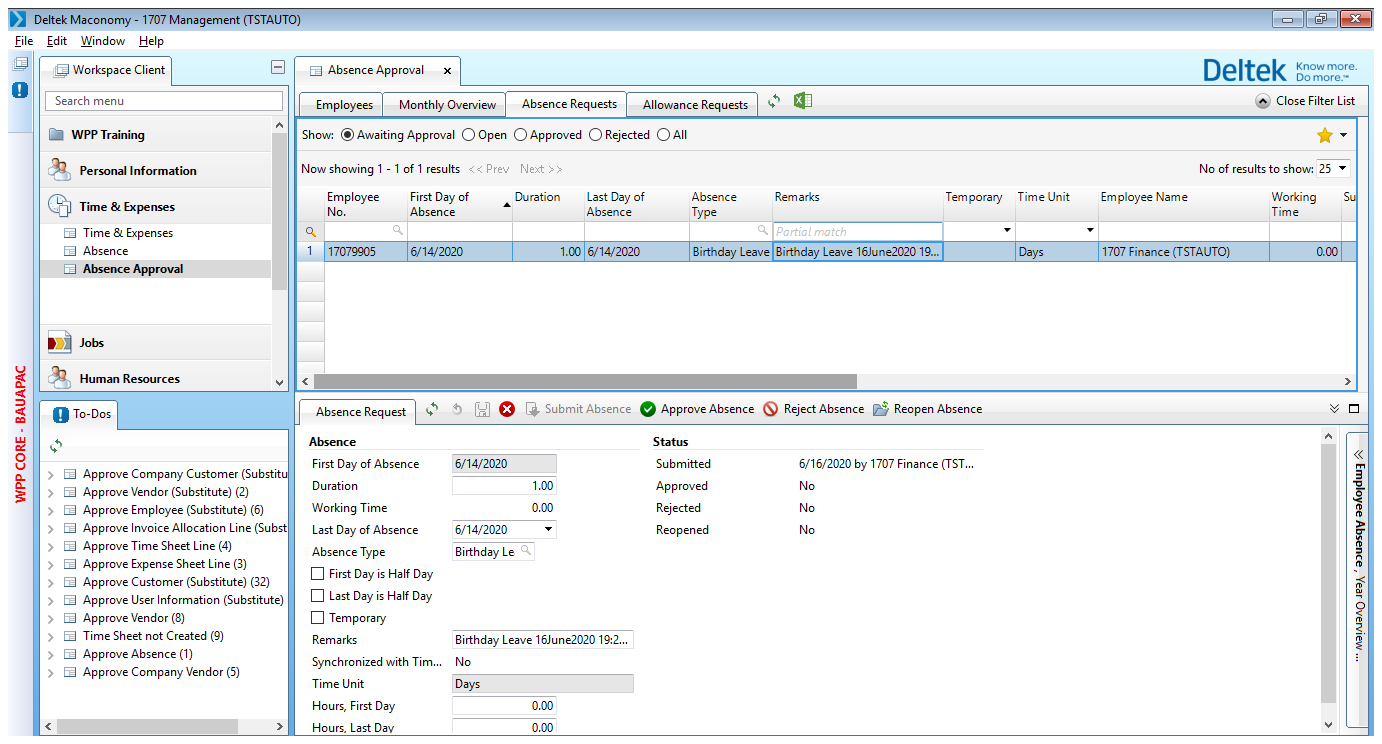 Deltek Maconomy - 1707 Management (TSTAUTO)
File Edit Window Help
WPP CORE - BAUAPAC
Workspace Client
Search menu
WPP Training
Personal Information
Time & Expenses
Time & Expenses
Absence
Absence Approval
Jobs
Human Resources
To-Dos
Approve Company Customer (Substitu
Approve Vendor (Substitute) (2)
Approve Employee (Substitute) (6)
Approve Invoice Allocation Line (Subst
Approve Time Sheet Line (4)
Approve Expense Sheet Line (3)
Approve Customer (Substitute) (32)
Approve User Information (Substitute)
Approve Vendor (8)
Time Sheet not Created (9)
Approve Absence (1)
Approve Company Vendor (5)
Absence Approval x
Deltek Know more.
Do more.™
Employees Monthly Overview Absence Requests Allowance Requests Close Filter List
Show: Awaiting Approval Open Approved Rejected All
Now showing 1 - 1 of 1 results << Prev Next >> No of results to show: 25
Employee No. First Day of Absence Duration Last Day of Absence Absence Type Remarks Temporary Time Unit Employee Name Working Time Su
Partial match
1 17079905 6/14/2020 1.00 6/14/2020 Birthday Leave Birthday Leave 16June2020 19... Days 1707 Finance (TSTAUTO) 0.00
Absence Request Submit Absence Approve Absence Reject Absence Reopen Absence
Absence
First Day of Absence 6/14/2020
Duration 1.00
Working Time 0.00
Last Day of Absence 6/14/2020
Absence Type Birthday Le
First Day is Half Day
Last Day is Half Day
Temporary
Remarks Birthday Leave 16June2020 19:2...
Synchronized with Tim... No
Time Unit Days
Hours, First Day 0.00
Hours, Last Day 0.00
Status
Submitted 6/16/2020 by 1707 Finance (TST...
Approved No
Rejected No
Reopened No
Employee Absence , Year Overview ...